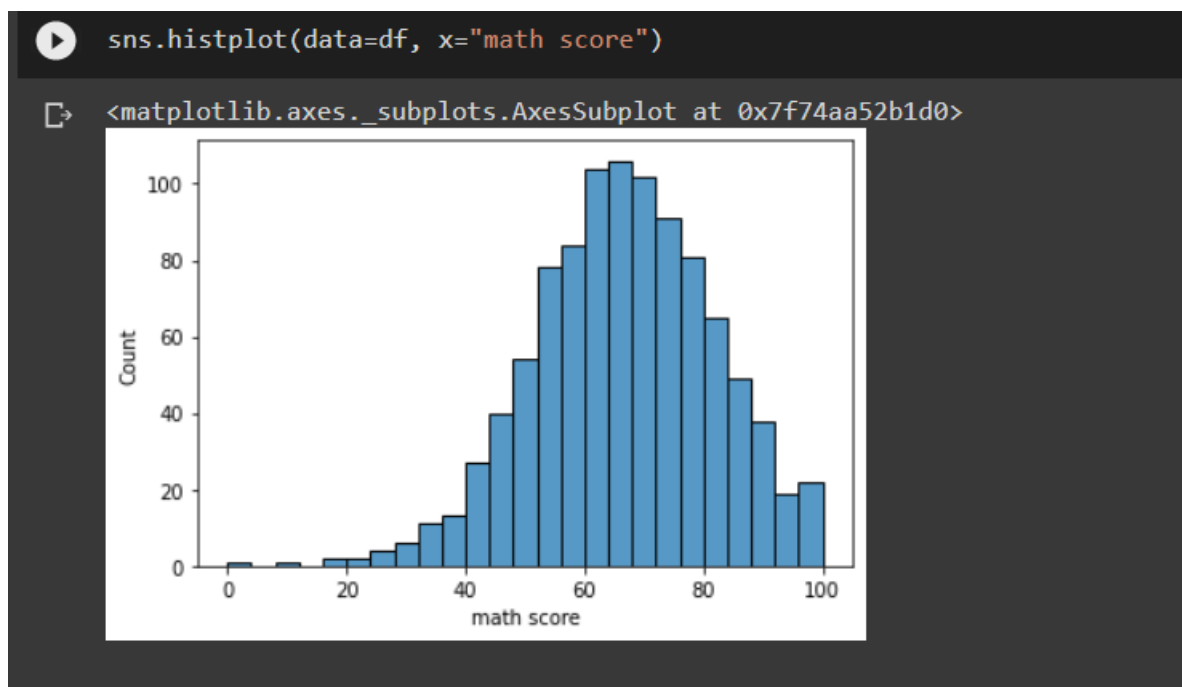 sns.histplot(data=df, x="math score")
<matplotlib.axes._subplots.AxesSubplot at 0x7f74aa52b1d0>
100
80
60
40
20
0
Count
0 20 40 60 80 100
math score